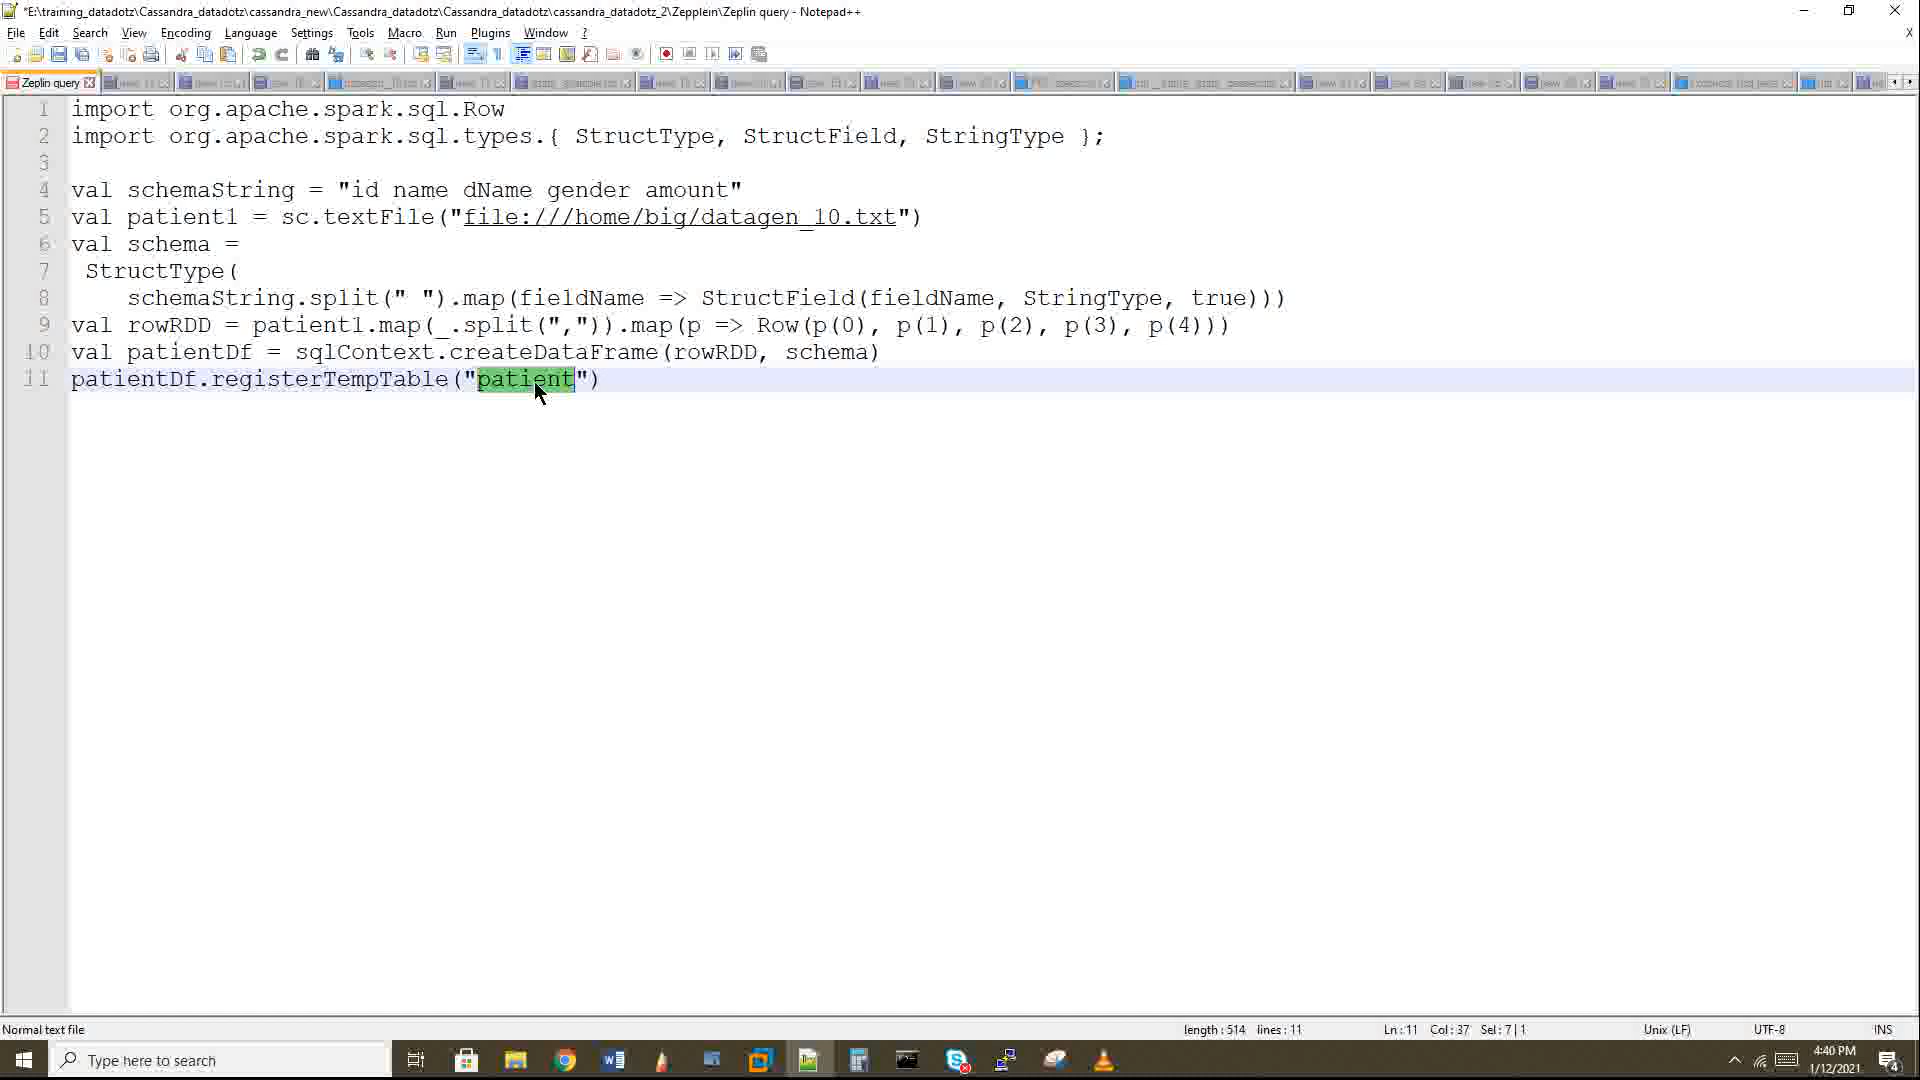 *E:\training_datadotz\Cassandra_datadotz\cassandra_new\Cassandra_datadotz\Cassandra_datadotz\cassandra_datadotz_2\Zepplein\Zeplin query - Notepad++
File Edit Search View Encoding Language Settings Tools Macro Run Plugins Window ? X
Zeplin query
1 import org.apache.spark.sql.Row
2 import org.apache.spark.sql.types.{ StructType, StructField, StringType };
3
4 val schemaString = "id name dName gender amount"
5 val patient1 = sc.textFile("file:///home/big/datagen_10.txt")
6 val schema =
7 StructType(
8 schemaString.split(" ").map(fieldName => StructField(fieldName, StringType, true)))
9 val rowRDD = patient1.map(_.split(",")).map(p => Row(p(0), p(1), p(2), p(3), p(4)))
10 val patientDf = sqlContext.createDataFrame(rowRDD, schema)
11 patientDf.registerTempTable("patient")
Normal text file length : 514 lines : 11 Ln : 11 Col : 37 Sel : 7 | 1 Unix (LF) UTF-8 INS
Type here to search
4:40 PM
1/12/2021
4